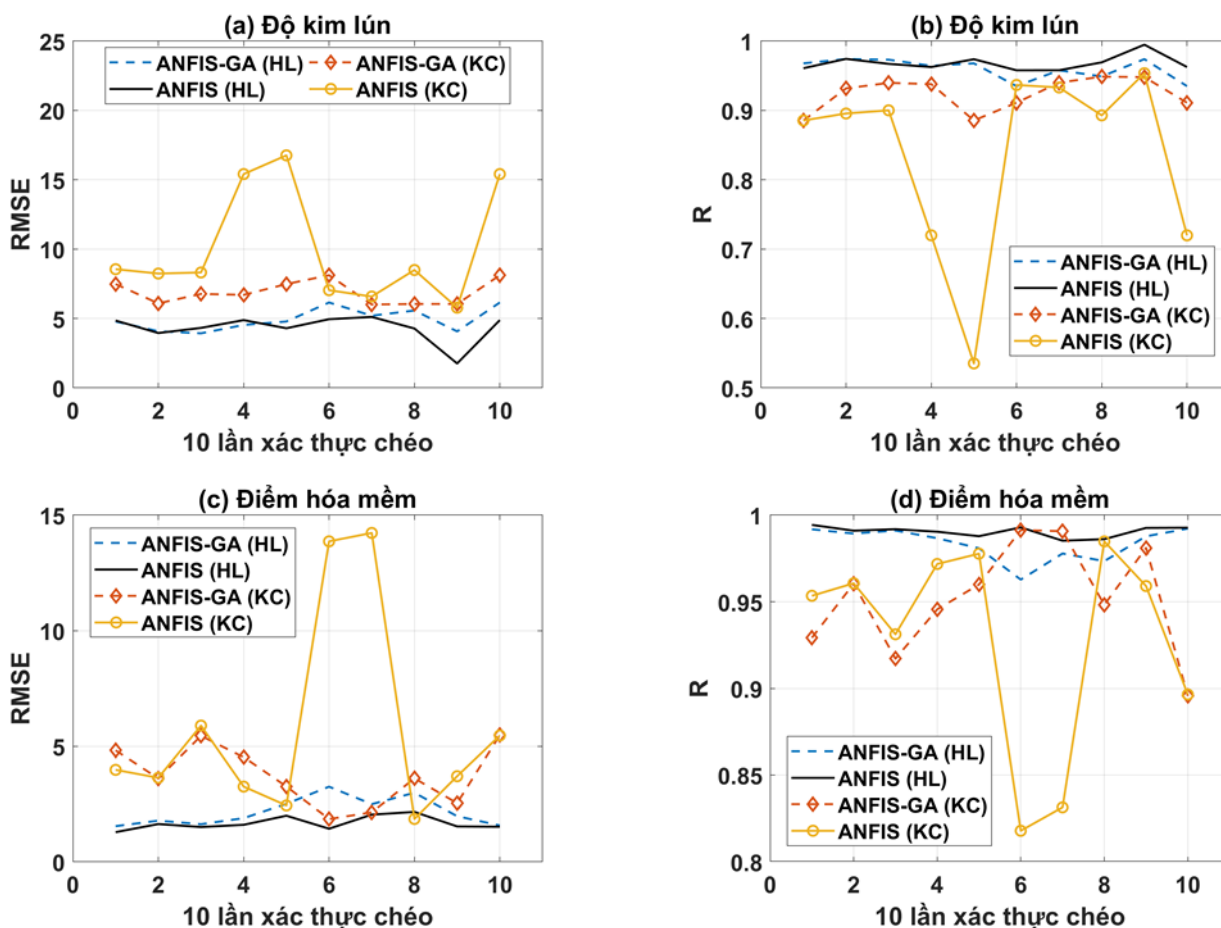 (a) Độ kim lún
25
20
15
10
5
0
RMSE
ANFIS-GA (HL)
ANFIS-GA (KC)
ANFIS (HL)
ANFIS (KC)
0 2 4 6 8 10
10 lần xác thực chéo
(b) Độ kim lún
1
0.9
0.8
0.7
0.6
0.5
R
ANFIS-GA (HL)
ANFIS (HL)
ANFIS-GA (KC)
ANFIS (KC)
0 2 4 6 8 10
10 lần xác thực chéo
(c) Điểm hóa mềm
15
10
5
0
RMSE
ANFIS-GA (HL)
ANFIS (HL)
ANFIS-GA (KC)
ANFIS (KC)
0 2 4 6 8 10
10 lần xác thực chéo
(d) Điểm hóa mềm
1
0.95
0.9
0.85
0.8
R
ANFIS-GA (HL)
ANFIS (HL)
ANFIS-GA (KC)
ANFIS (KC)
0 2 4 6 8 10
10 lần xác thực chéo